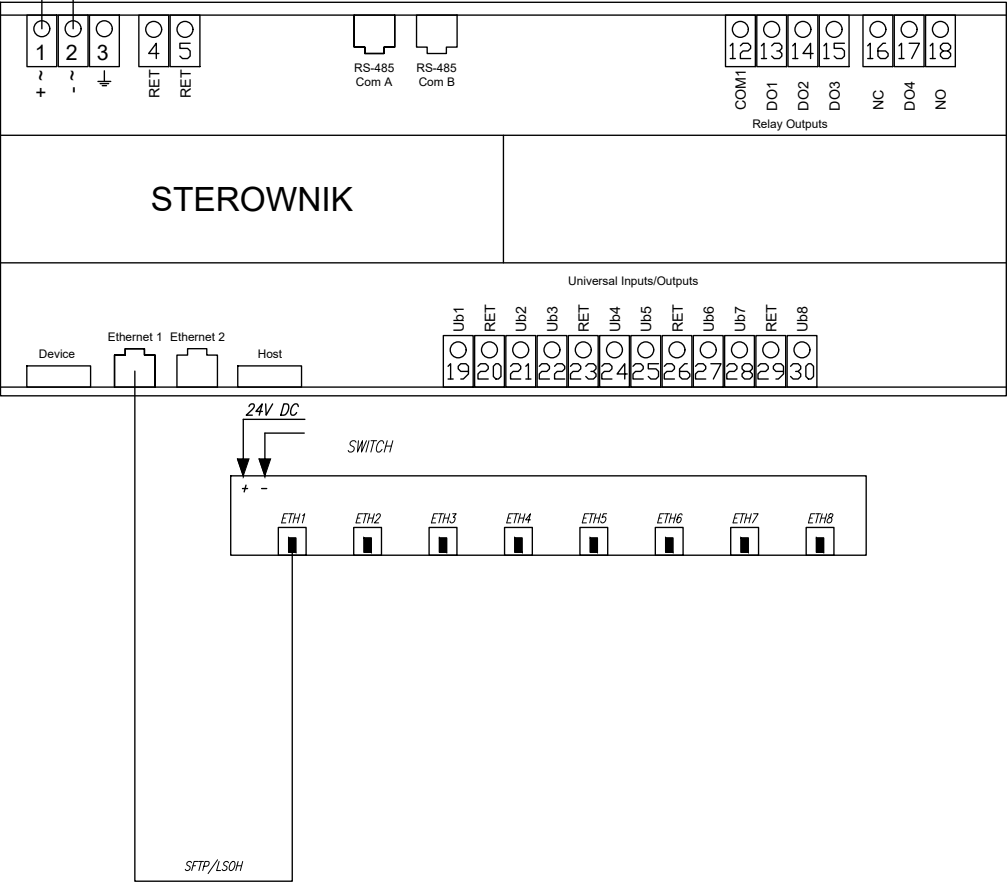 1 2 3 4 5
~ ~
+ -
RET RET
RS-485
Com A
RS-485
Com B
12 13 14 15 16 17 18
COM1 DO1 DO2 DO3 NC DO4 NO
Relay Outputs
STEROWNIK
Universal Inputs/Outputs
Ub1 RET Ub2 Ub3 RET Ub4 Ub5 RET Ub6 Ub7 RET Ub8
Device Ethernet 1 Ethernet 2 Host
19 20 21 22 23 24 25 26 27 28 29 30
24V DC
SWITCH
+ -
ETH1 ETH2 ETH3 ETH4 ETH5 ETH6 ETH7 ETH8
SFTP/LSOH